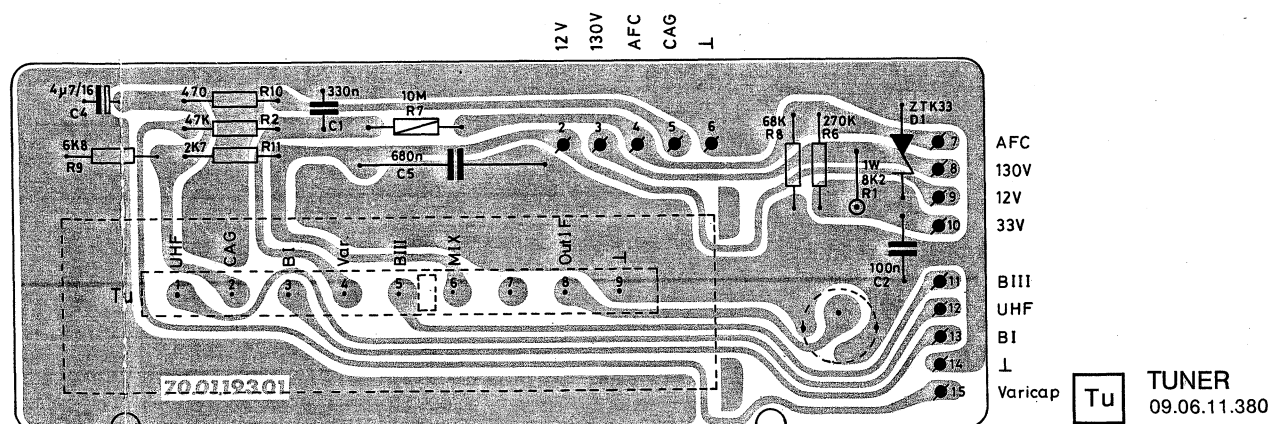 12V 130V AFC CAG ⊥
4µ7/16 C4
470 R10
47K R2
2K7 R11
6K8 R9
330n C1
10M R7
680n C5
2 3 4 5 6
68K R8
270K R6
1W 8K2 R1
ZTK33 D1
100n C2
7 AFC
8 130V
9 12V
10 33V
11 BIII
12 UHF
13 BI
14 ⊥
15 Varicap
UHF CAG BI Var BIII MIX Out IF ⊥
Tu 1 2 3 4 5 6 7 8 9
70.01.192.301
Tu
TUNER
09.06.11.380